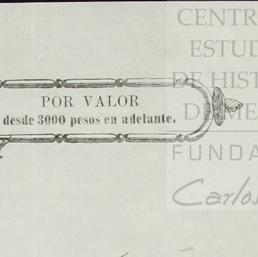 CENTR
ESTUD
DE HIST
DE ME
FUNDA
Carlos
POR VALOR
desde 3000 pesos en adelante.